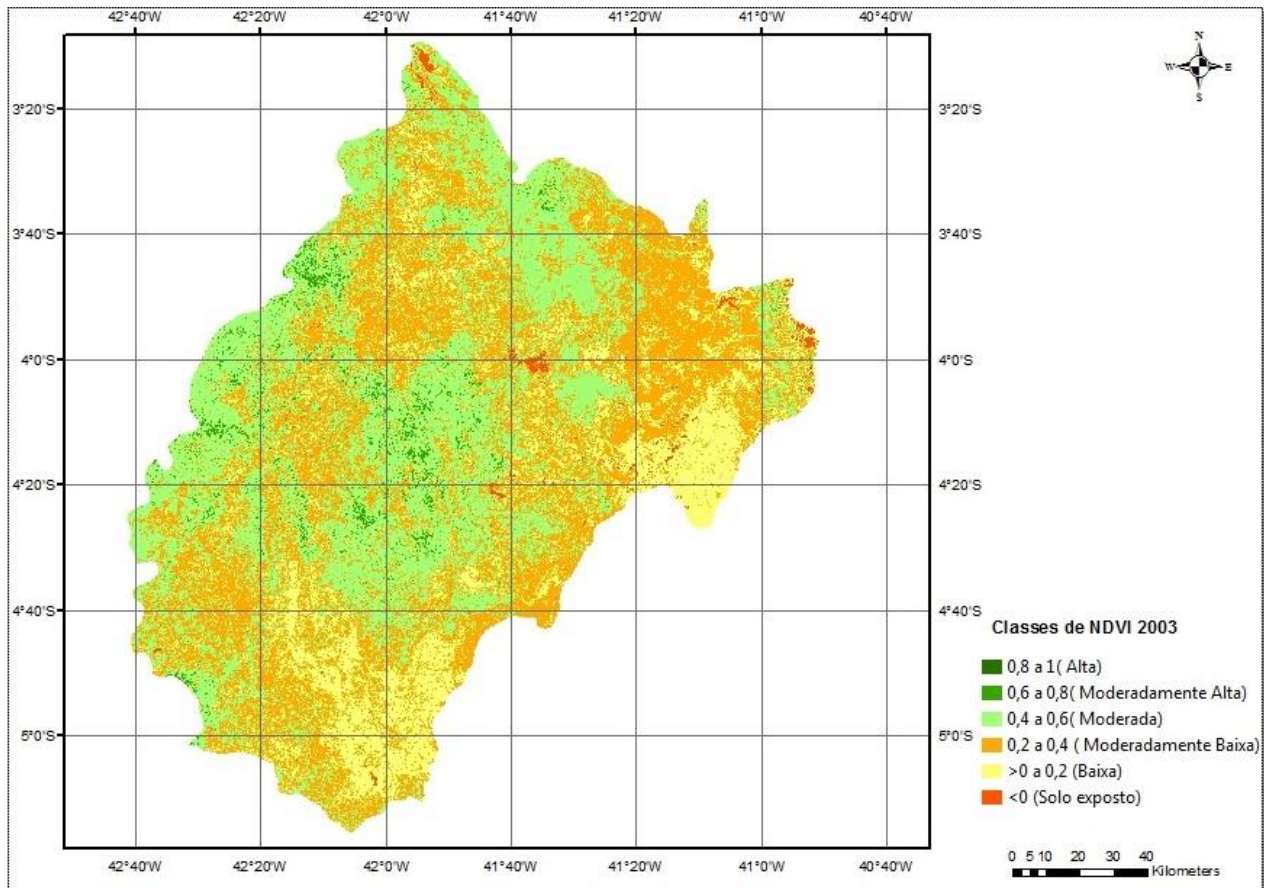 42°40'W 42°20'W 42°0'W 41°40'W 41°20'W 41°0'W 40°40'W
N
W E
S
3°20'S 3°20'S
3°40'S 3°40'S
4°0'S 4°0'S
4°20'S 4°20'S
4°40'S 4°40'S
5°0'S 5°0'S
Classes de NDVI 2003
0,8 a 1( Alta)
0,6 a 0,8( Moderadamente Alta)
0,4 a 0,6( Moderada)
0,2 a 0,4 ( Moderadamente Baixa)
>0 a 0,2 (Baixa)
<0 (Solo exposto)
0 5 10 20 30 40
Kilometers
42°40'W 42°20'W 42°0'W 41°40'W 41°20'W 41°0'W 40°40'W